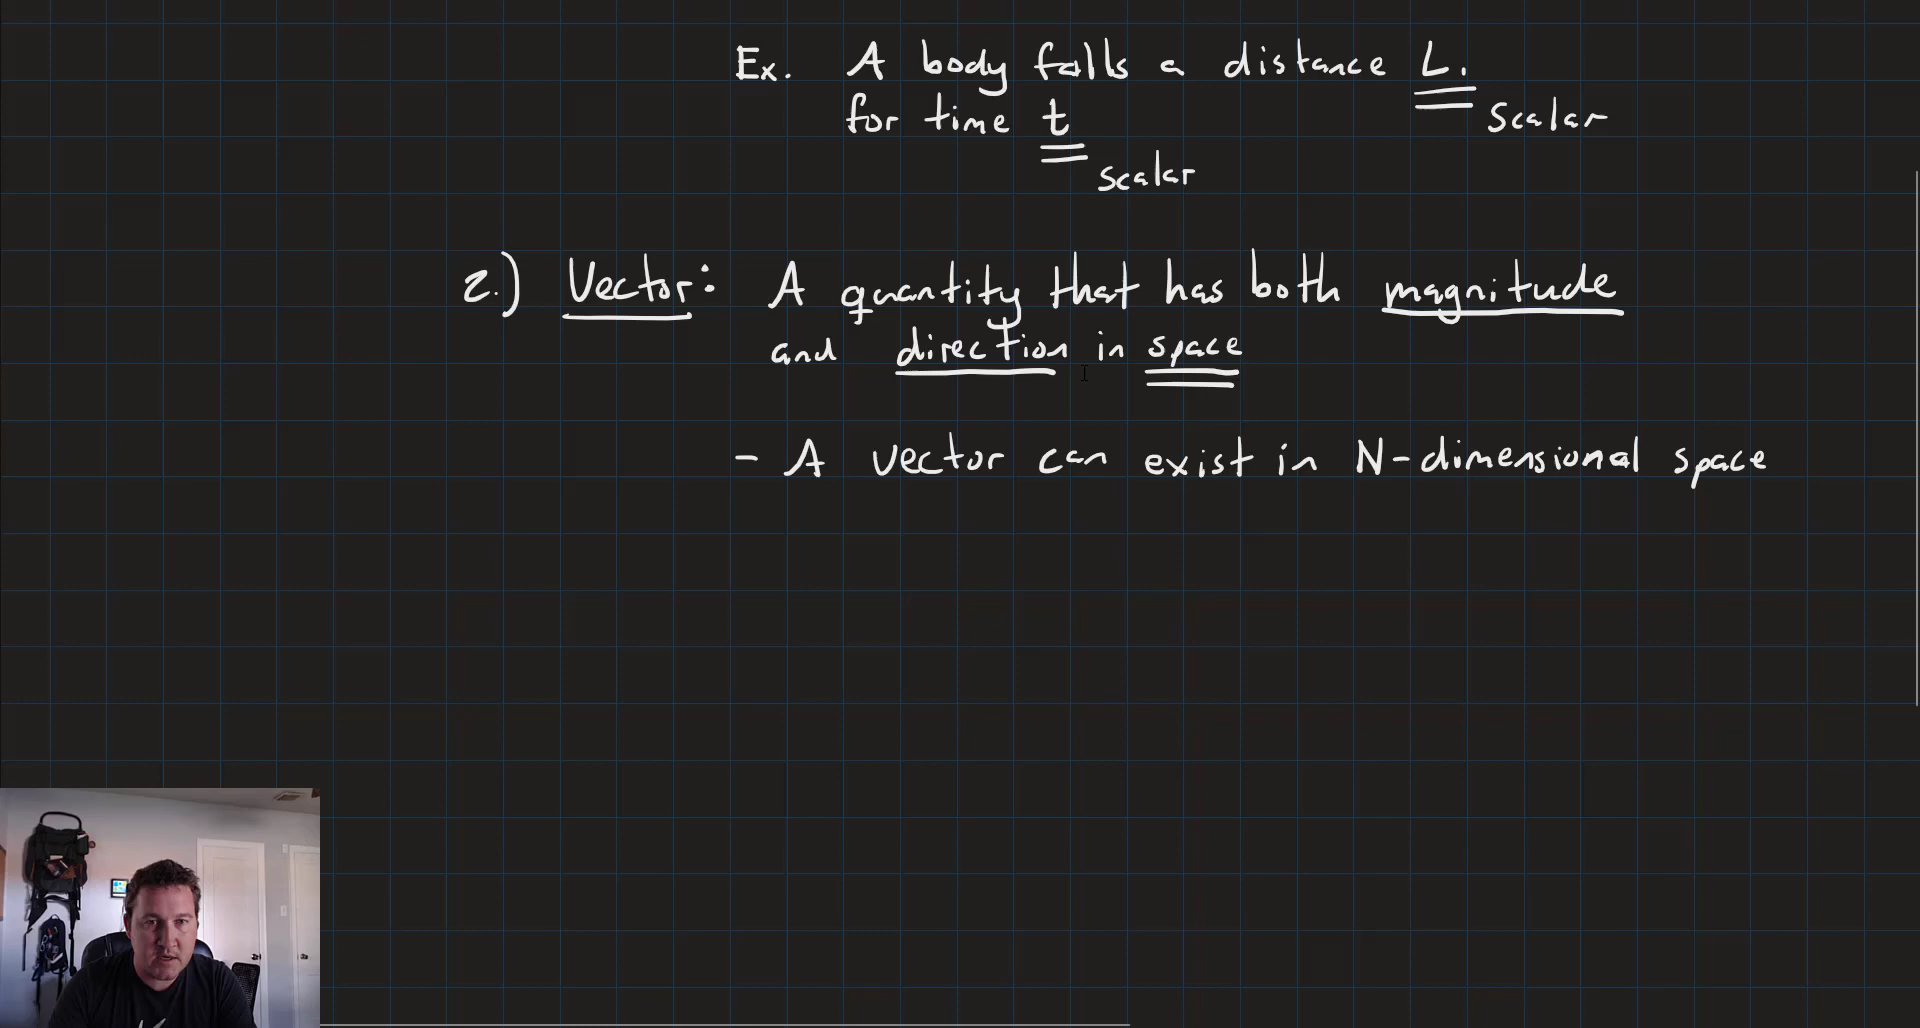 Ex. A body falls a distance L.
for time t scalar
scalar
2.) Vector: A quantity that has both magnitude
and direction in space
- A vector can exist in N-dimensional space